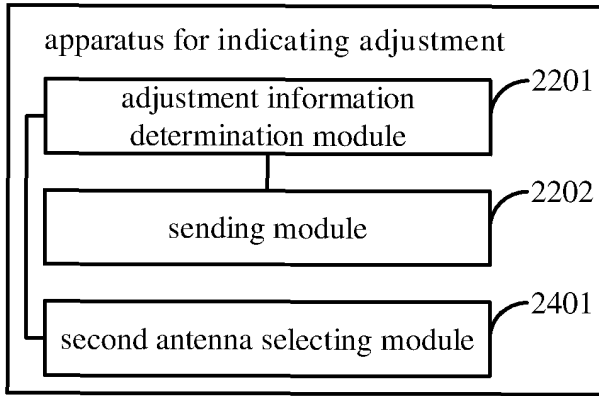 apparatus for indicating adjustment
2201
adjustment information
determination module
2202
sending module
2401
second antenna selecting module